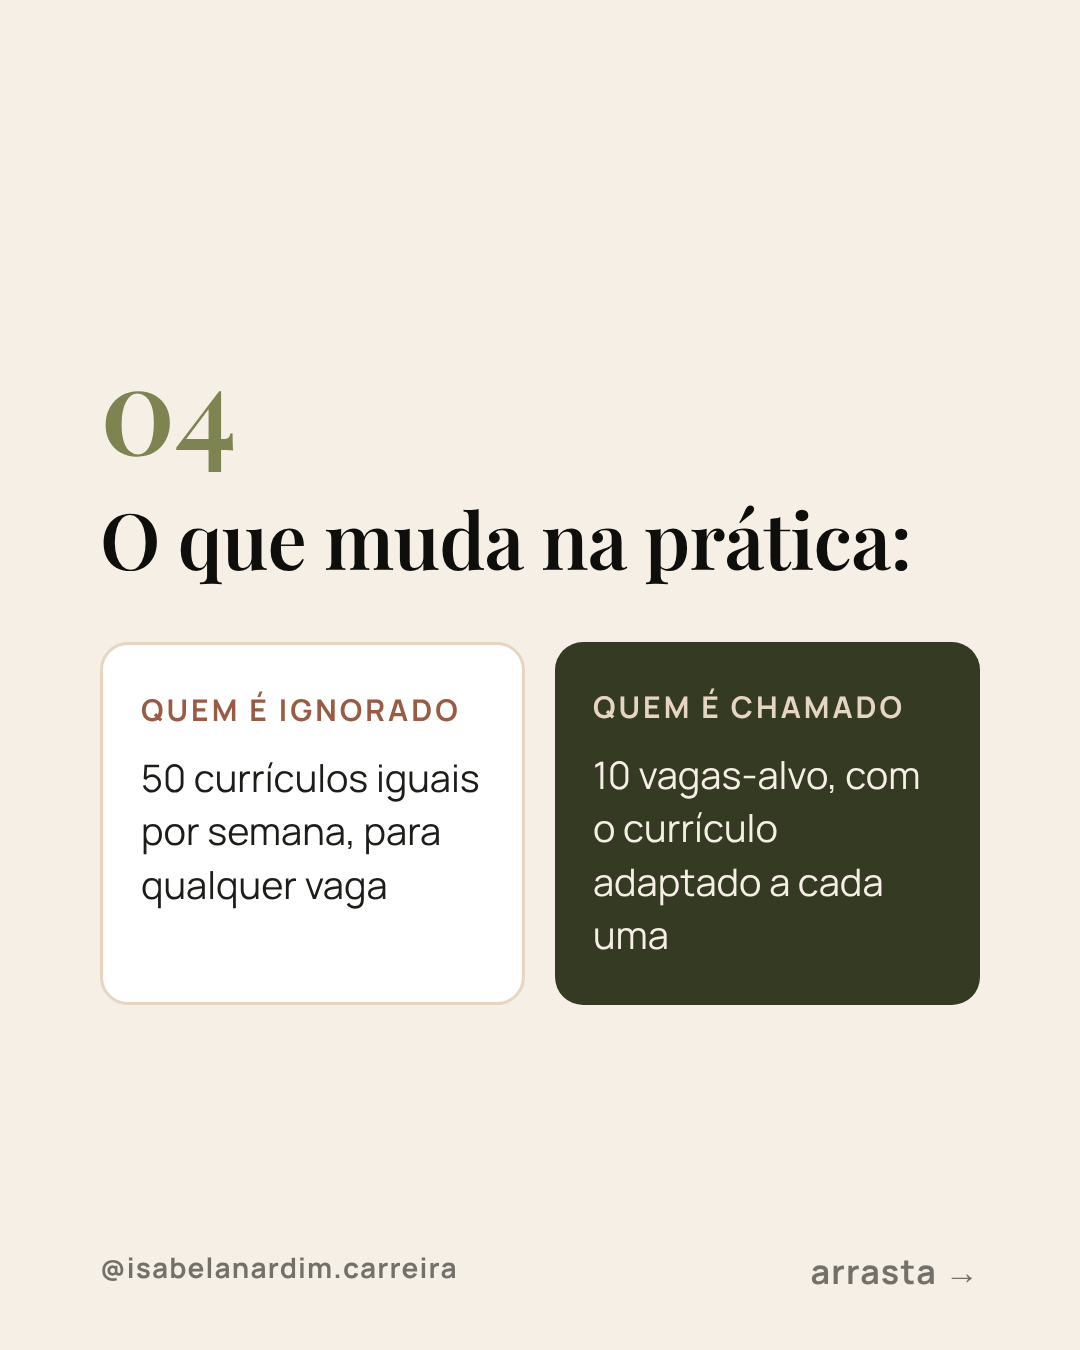 04
O que muda na prática:
QUEM É IGNORADO
50 currículos iguais
por semana, para
qualquer vaga
QUEM É CHAMADO
10 vagas-alvo, com
o currículo
adaptado a cada
uma
@isabelanardim.carreira
arrasta →